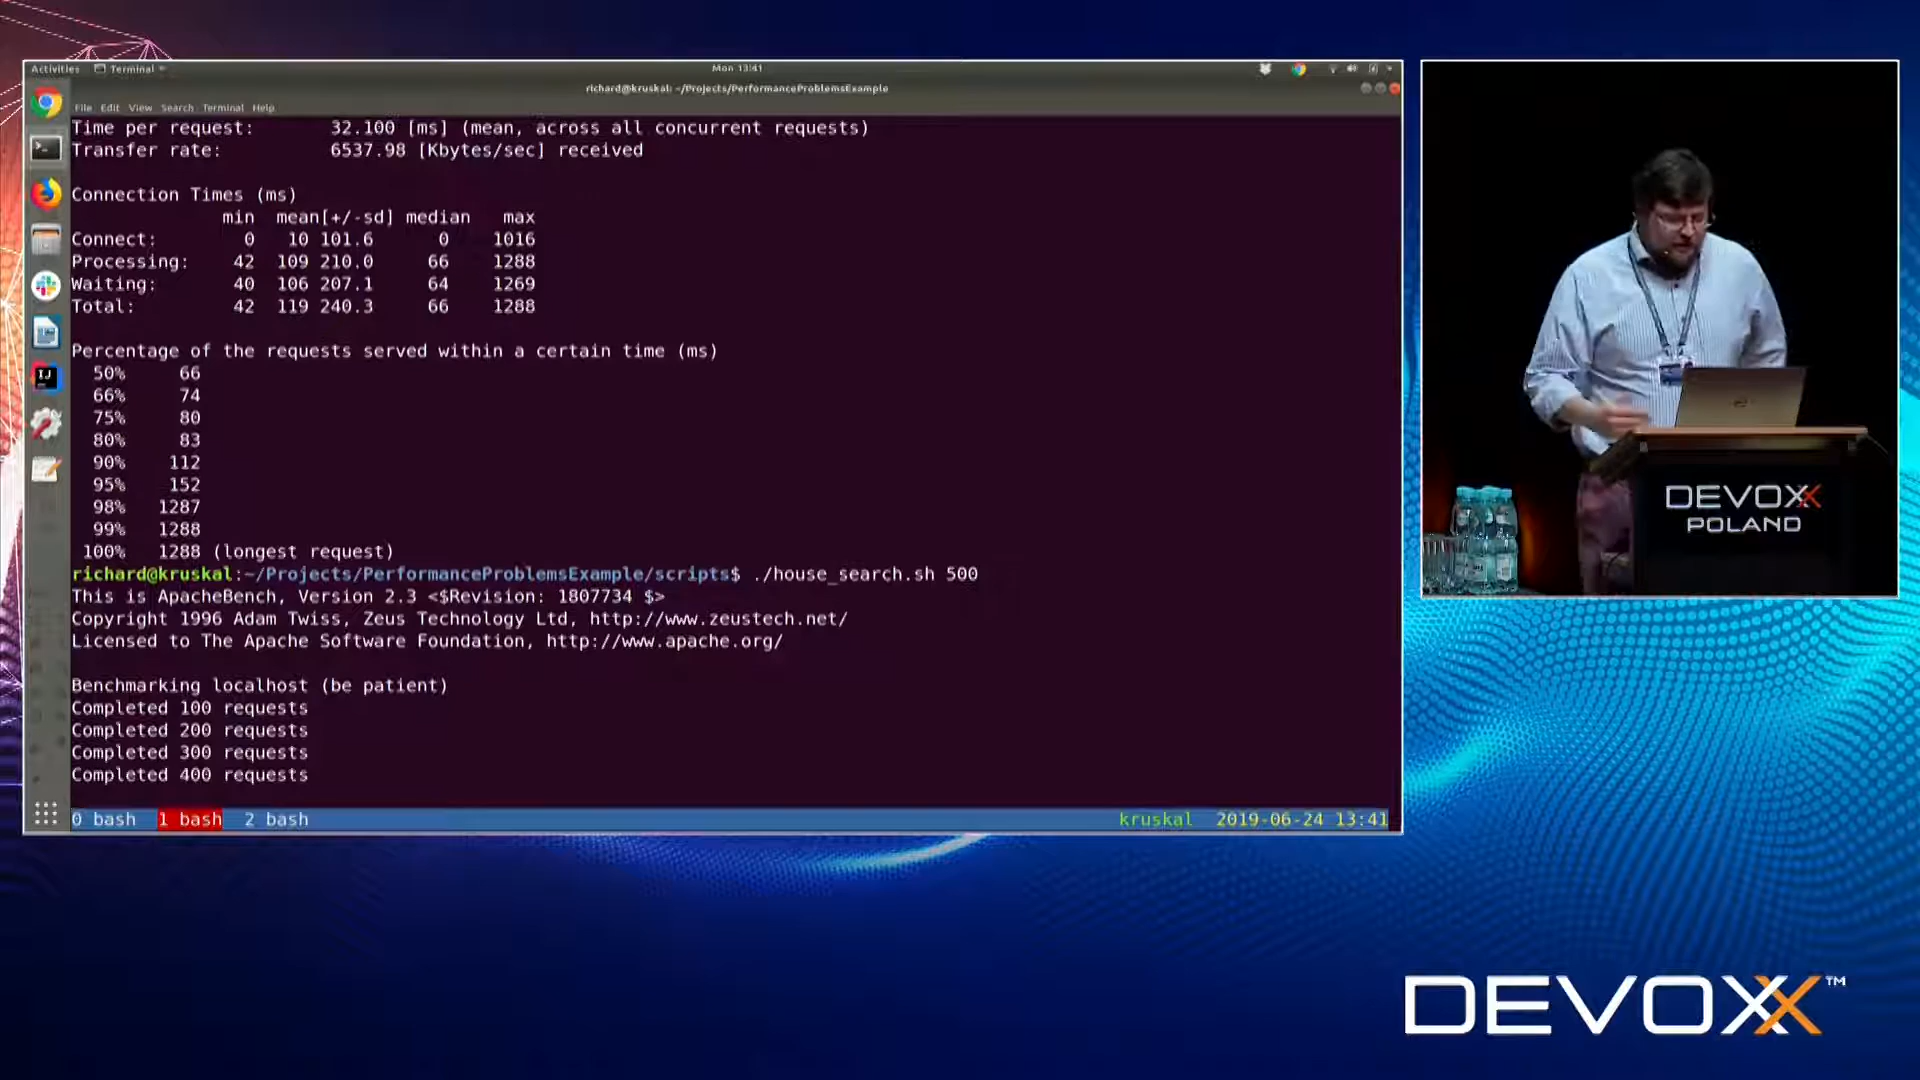 Activities Terminal Mon 13:41
richard@kruskal: ~/Projects/PerformanceProblemsExample
File Edit View Search Terminal Help
Time per request: 32.100 [ms] (mean, across all concurrent requests)
Transfer rate: 6537.98 [Kbytes/sec] received
Connection Times (ms)
min mean[+/-sd] median max
Connect: 0 10 101.6 0 1016
Processing: 42 109 210.0 66 1288
Waiting: 40 106 207.1 64 1269
Total: 42 119 240.3 66 1288
Percentage of the requests served within a certain time (ms)
50% 66
66% 74
75% 80
80% 83
90% 112
95% 152
98% 1287
99% 1288
100% 1288 (longest request)
richard@kruskal:~/Projects/PerformanceProblemsExample/scripts$ ./house_search.sh 500
This is ApacheBench, Version 2.3 <$Revision: 1807734 $>
Copyright 1996 Adam Twiss, Zeus Technology Ltd, http://www.zeustech.net/
Licensed to The Apache Software Foundation, http://www.apache.org/
Benchmarking localhost (be patient)
Completed 100 requests
Completed 200 requests
Completed 300 requests
Completed 400 requests
0 bash 1 bash 2 bash kruskal 2019-06-24 13:41
IJ
DEVOXX
POLAND
DEVOXX™